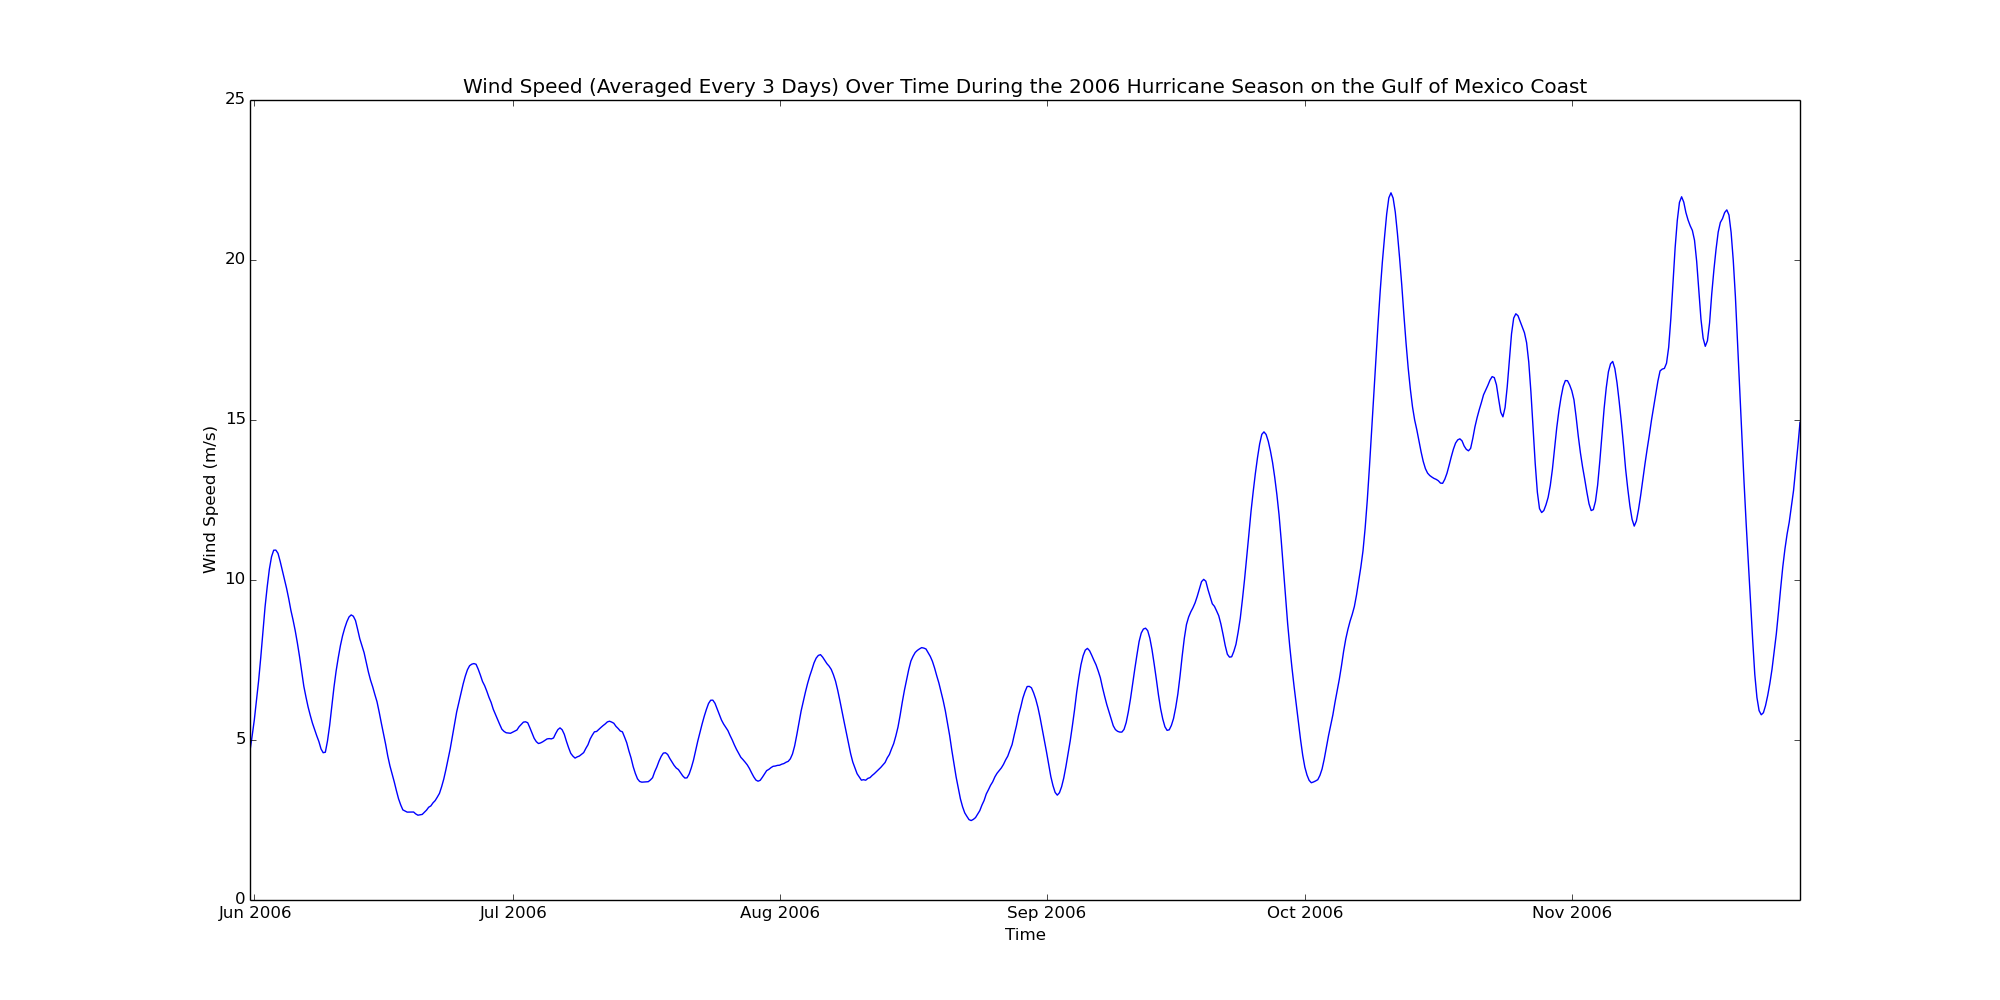 Wind Speed (Averaged Every 3 Days) Over Time During the 2006 Hurricane Season on the Gulf of Mexico Coast
25
20
15
10
5
0
Wind Speed (m/s)
Jun 2006 Jul 2006 Aug 2006 Sep 2006 Oct 2006 Nov 2006
Time